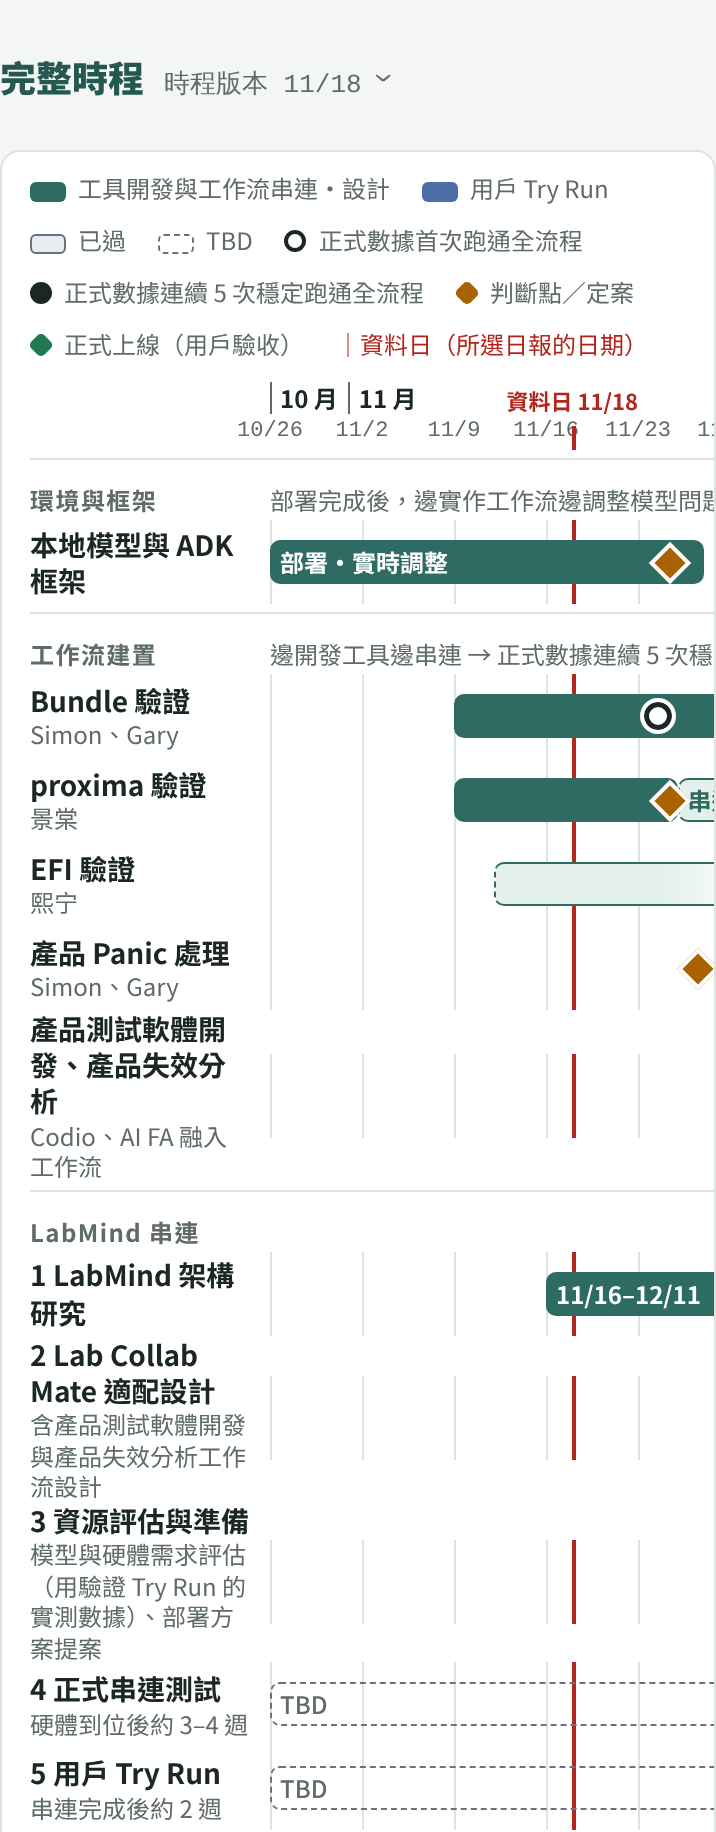 完整時程 時程版本 11/18
工具開發與工作流串連・設計 用戶 Try Run
已過 TBD 正式數據首次跑通全流程
正式數據連續 5 次穩定跑通全流程 判斷點／定案
正式上線（用戶驗收） 資料日（所選日報的日期）
10 月 11 月 資料日 11/18
10/26 11/2 11/9 11/16 11/23
環境與框架 部署完成後，邊實作工作流邊調整模型問題
本地模型與 ADK
框架
部署・實時調整
工作流建置 邊開發工具邊串連 → 正式數據連續 5 次穩
Bundle 驗證
Simon、Gary
proxima 驗證
景棠
串
EFI 驗證
熙宁
產品 Panic 處理
Simon、Gary
產品測試軟體開
發、產品失效分
析
Codio、AI FA 融入
工作流
LabMind 串連
1 LabMind 架構
研究
11/16–12/11
2 Lab Collab
Mate 適配設計
含產品測試軟體開發
與產品失效分析工作
流設計
3 資源評估與準備
模型與硬體需求評估
（用驗證 Try Run 的
實測數據）、部署方
案提案
4 正式串連測試
硬體到位後約 3–4 週
TBD
5 用戶 Try Run
串連完成後約 2 週
TBD